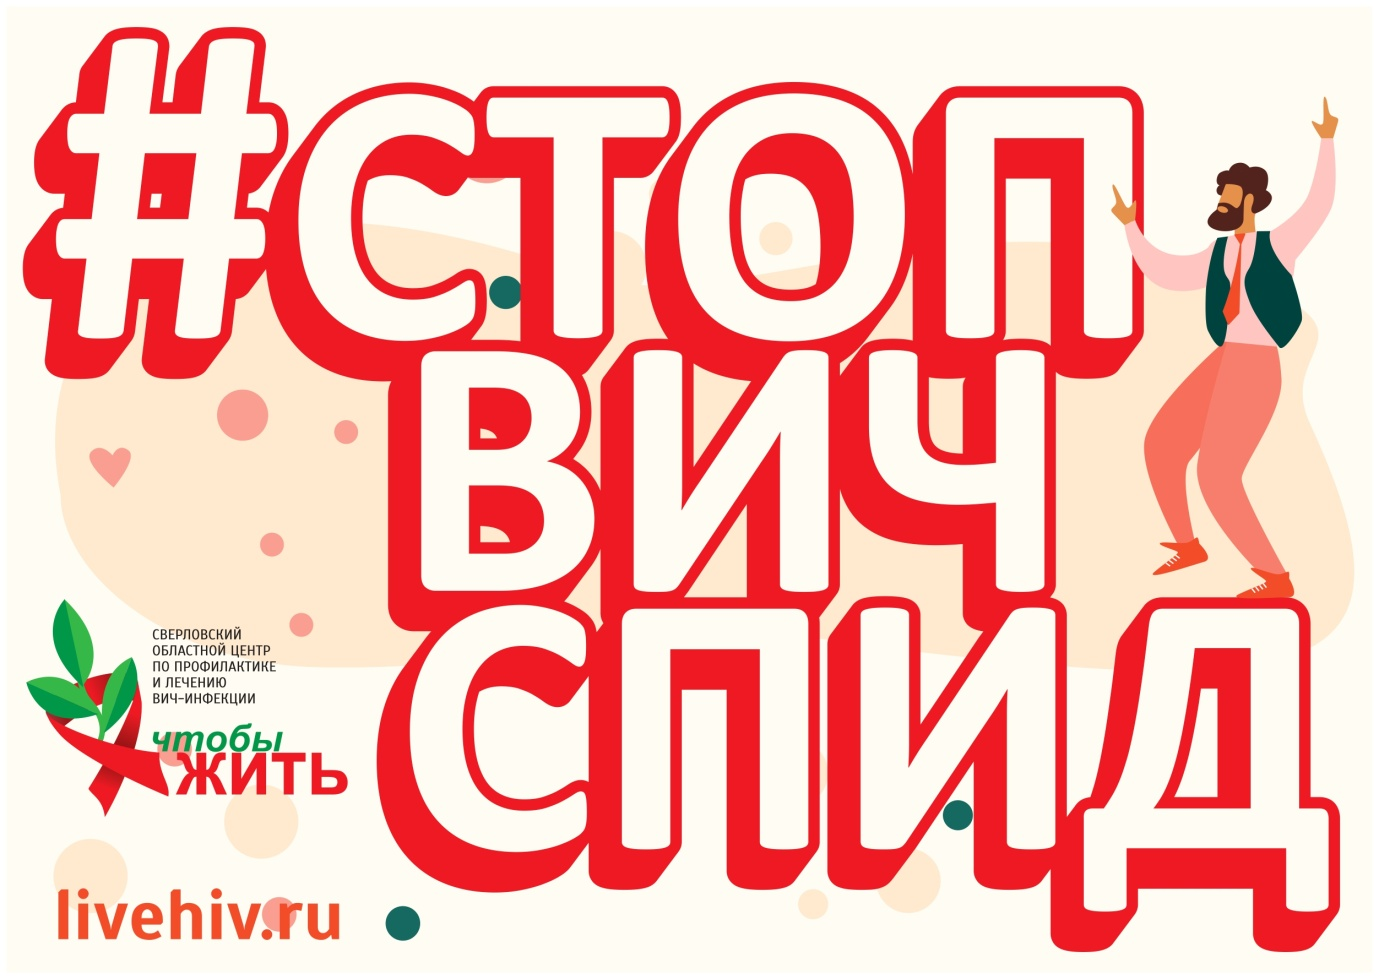 #СТОП
ВИЧ
СПИД
СВЕРЛОВСКИЙ
ОБЛАСТНОЙ ЦЕНТР
ПО ПРОФИЛАКТИКЕ
И ЛЕЧЕНИЮ
ВИЧ-ИНФЕКЦИИ
чтобы
ЖИТЬ
livehiv.ru